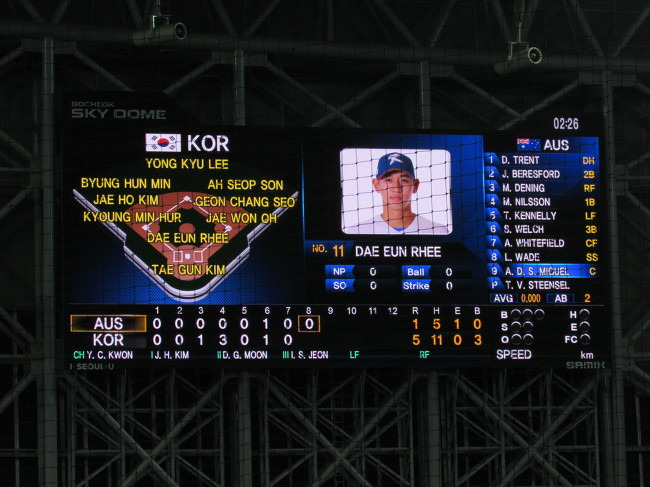 GOCHEOK
SKY DOME
02:26
KOR
YONG KYU LEE
BYUNG HUN MIN AH SEOP SON
JAE HO KIM GEON CHANG SEO
KYOUNG MIN HUR JAE WON OH
DAE EUN RHEE
TAE GUN KIM
NO. 11 DAE EUN RHEE
NP 0 Ball 0
SO 0 Strike 0
AUS
1 D. TRENT DH
2 J. BERESFORD 2B
3 M. DENING RF
4 M. NILSSON 1B
5 T. KENNELLY LF
6 S. WELCH 3B
7 A. WHITEFIELD CF
8 L. WADE SS
9 A. D. S. MIGUEL C
P T. V. STEENSEL
AVG 0,000 AB 2
1 2 3 4 5 6 7 8 9 10 11 12 R H E B
AUS 0 0 0 0 0 1 0 0 1 5 1 0
KOR 0 0 1 3 0 1 0 5 11 0 3
B H
S E
O FC
CH Y. C. KWON I J. H. KIM II D. G. MOON III I. S. JEON LF RF SPEED km
I·SEOUL·U SAMIK